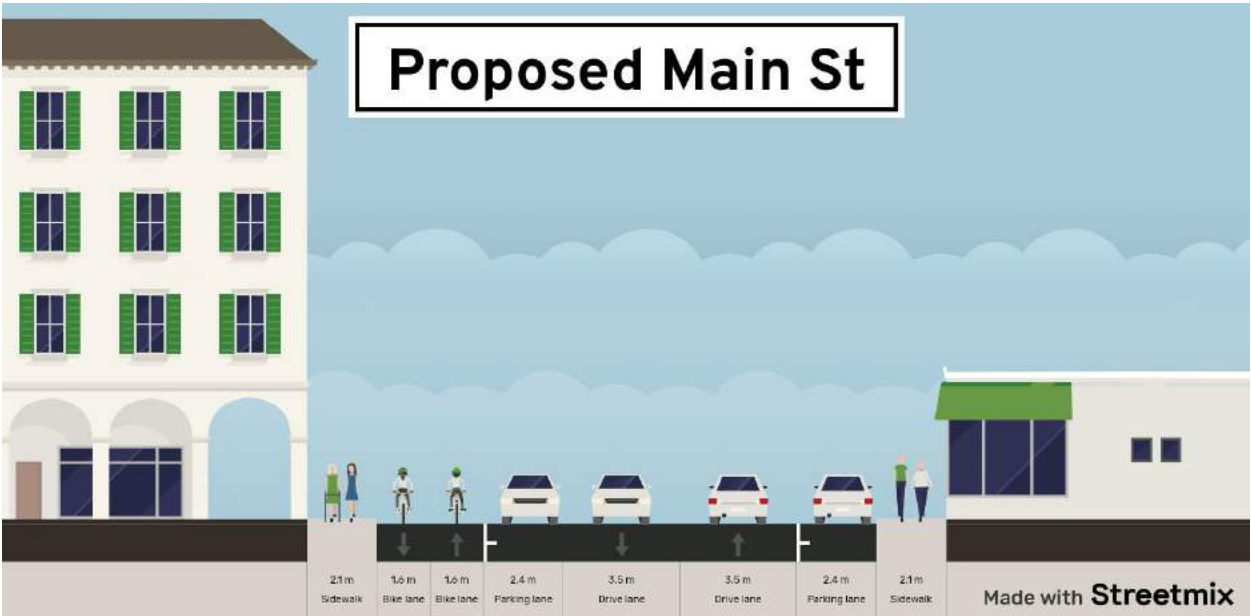 Proposed Main St
2.1 m 1.6 m 1.6 m 2.4 m 3.5 m 3.5 m 2.4 m 2.1 m
Sidewalk Bike lane Bike lane Parking lane Drive lane Drive lane Parking lane Sidewalk
Made with Streetmix